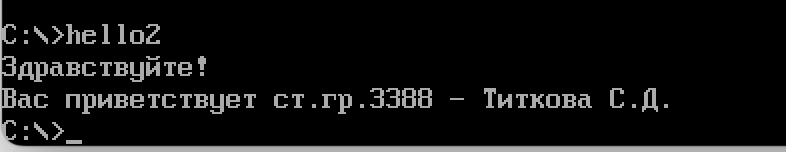 C:\>hello2
Здравствуйте!
Вас приветствует ст.гр.3388 - Титкова С.Д.
C:\>_